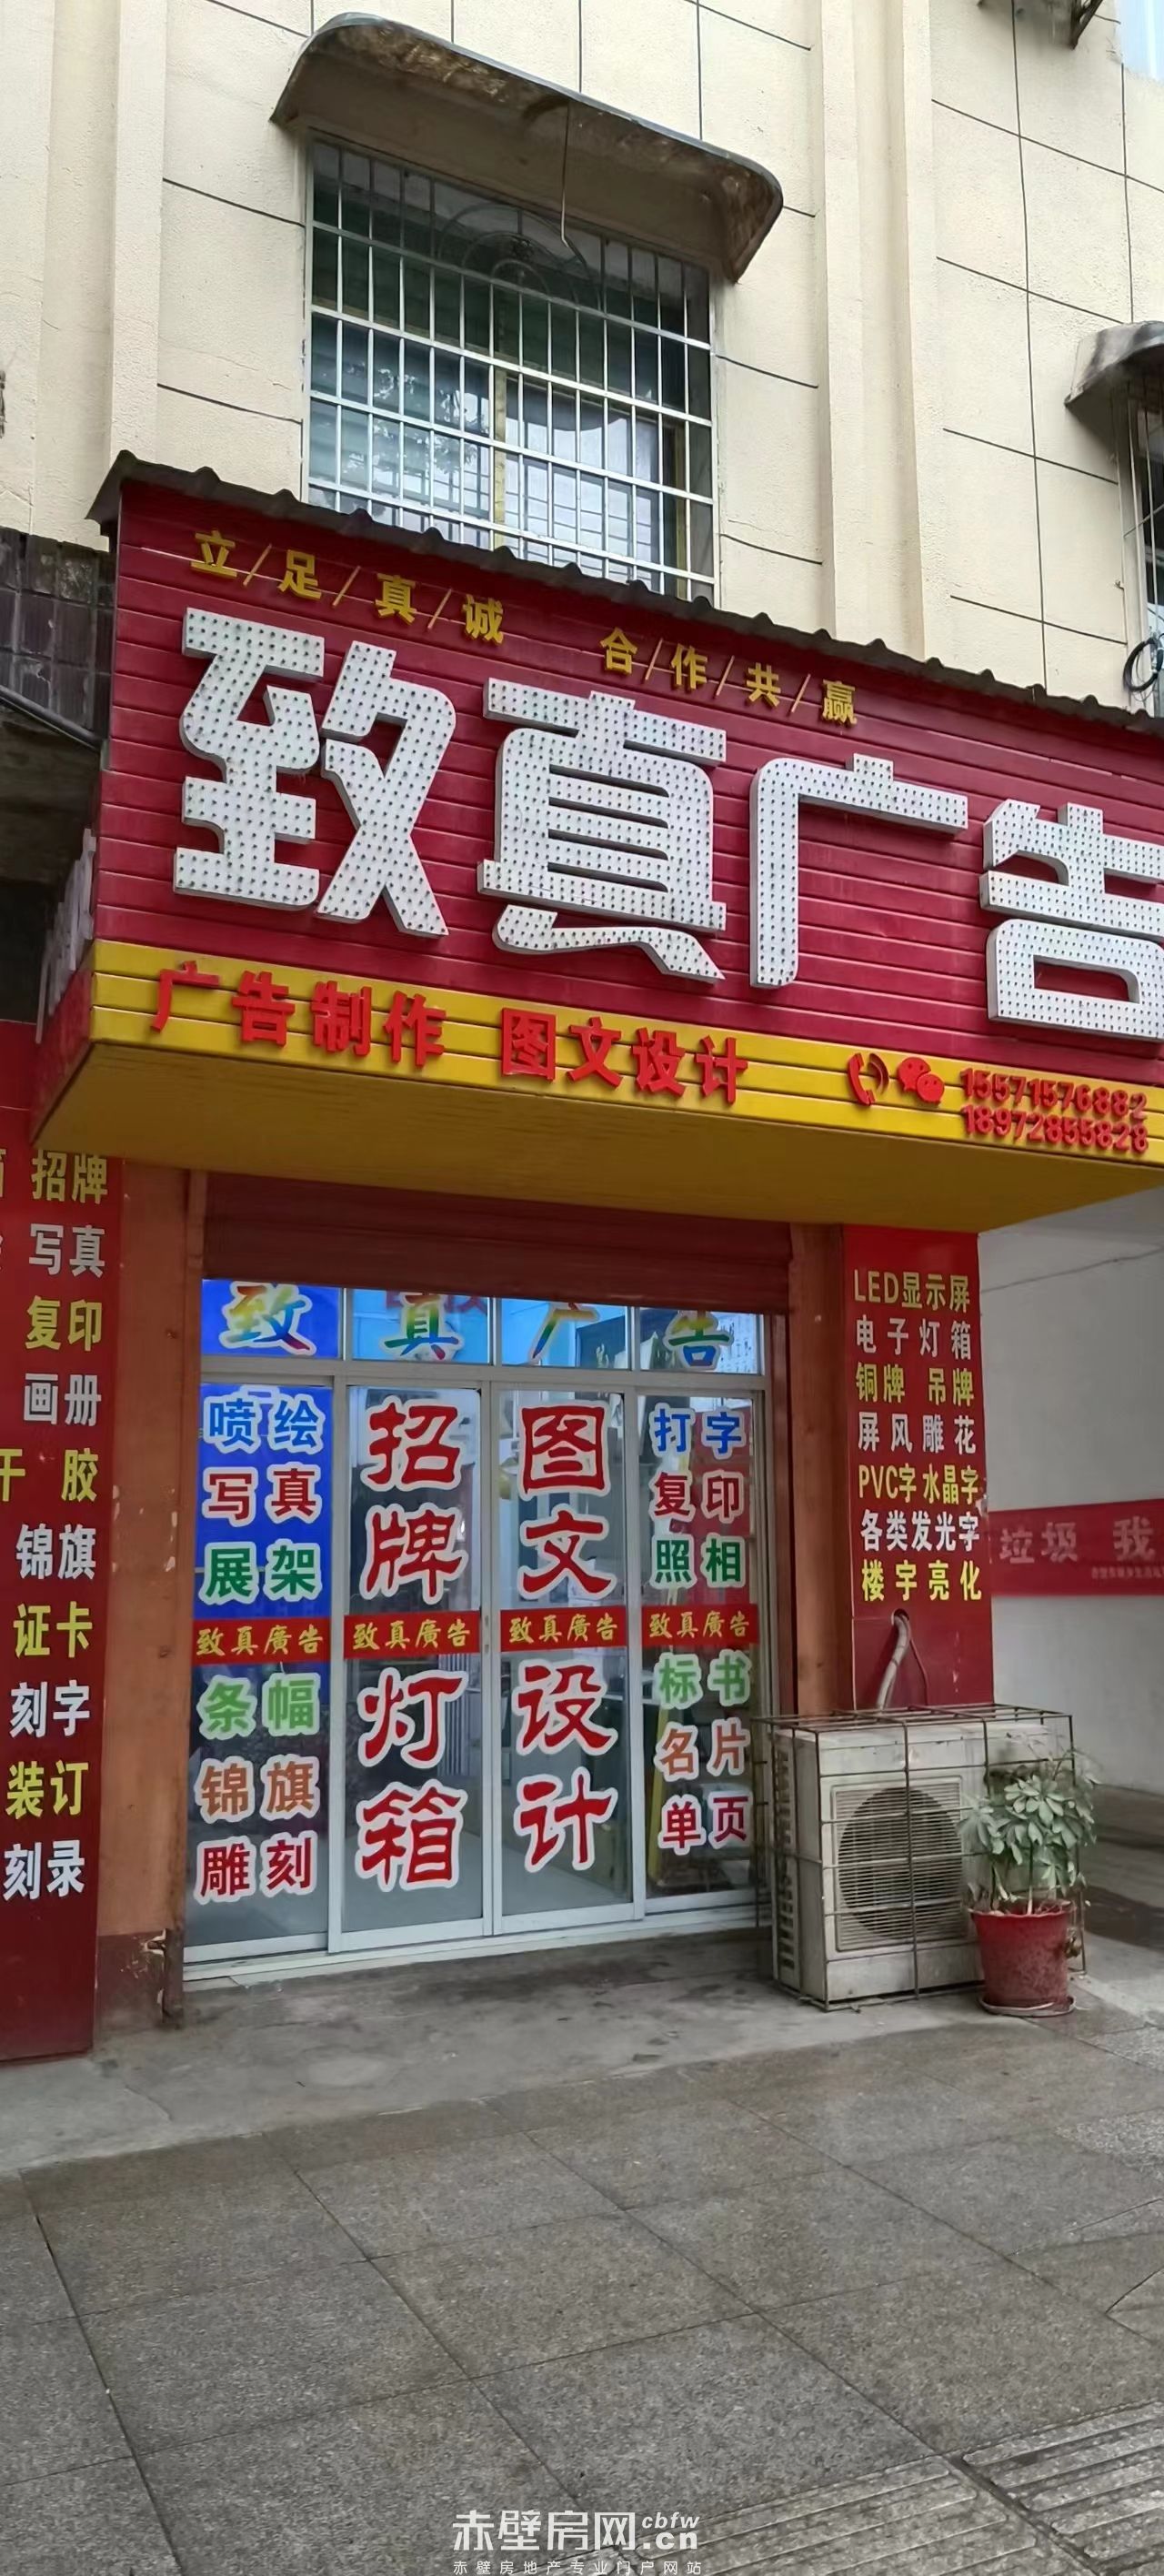 立/足/真/诚 合/作/共/赢
致真广告
广告制作 图文设计
15571576882
18972855828
招牌
写真
复印
画册
干 胶
锦旗
证卡
刻字
装订
刻录
致 真 广 告
喷绘
写真
展架
致真廣告
条幅
锦旗
雕刻
招牌
致真廣告
灯箱
图文
致真廣告
设计
打字
复印
照相
致真廣告
标书
名片
单页
LED显示屏
电子灯箱
铜牌 吊牌
屏风雕花
PVC字 水晶字
各类发光字
楼宇亮化
垃圾 我
赤壁房网.cn
cbfw
赤壁房地产专业门户网站